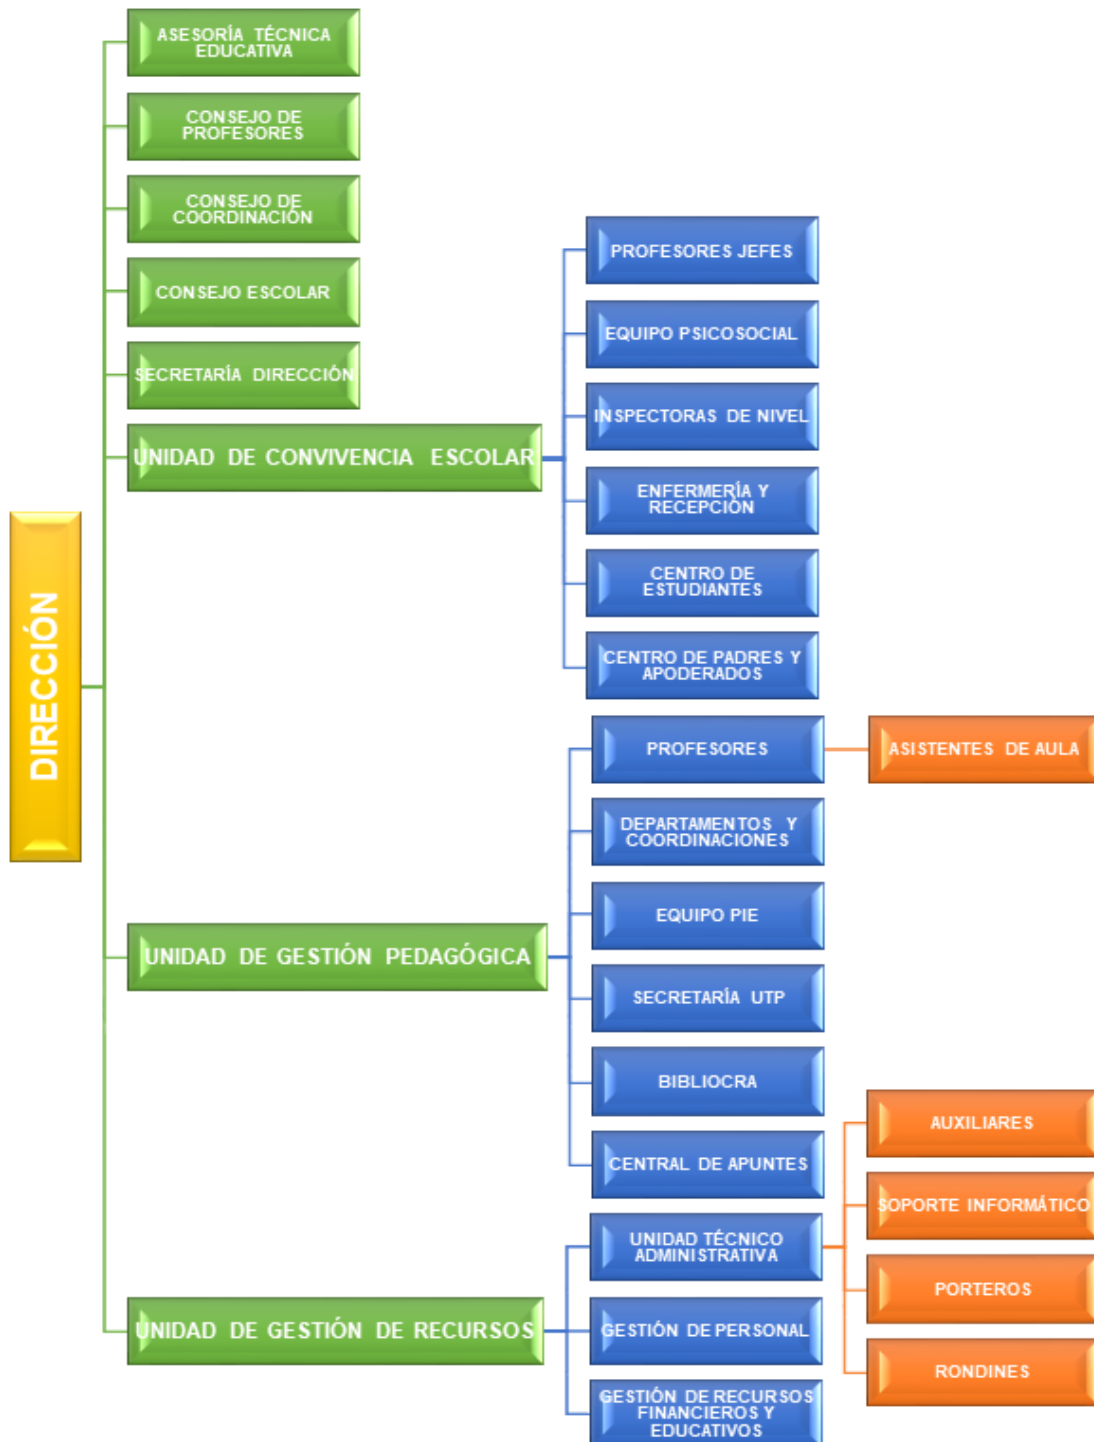 ASESORÍA TÉCNICA
EDUCATIVA
CONSEJO DE
PROFESORES
CONSEJO DE
COORDINACIÓN
CONSEJO ESCOLAR
SECRETARÍA DIRECCIÓN
UNIDAD DE CONVIVENCIA ESCOLAR
PROFESORES JEFES
EQUIPO PSICOSOCIAL
INSPECTORAS DE NIVEL
ENFERMERÍA Y
RECEPCIÓN
CENTRO DE
ESTUDIANTES
CENTRO DE PADRES Y
APODERADOS
DIRECCIÓN
UNIDAD DE GESTIÓN PEDAGÓGICA
PROFESORES
ASISTENTES DE AULA
DEPARTAMENTOS Y
COORDINACIONES
EQUIPO PIE
SECRETARÍA UTP
BIBLIOCRA
CENTRAL DE APUNTES
UNIDAD DE GESTIÓN DE RECURSOS
UNIDAD TÉCNICO
ADMINISTRATIVA
AUXILIARES
SOPORTE INFORMÁTICO
PORTEROS
RONDINES
GESTIÓN DE PERSONAL
GESTIÓN DE RECURSOS
FINANCIEROS Y
EDUCATIVOS